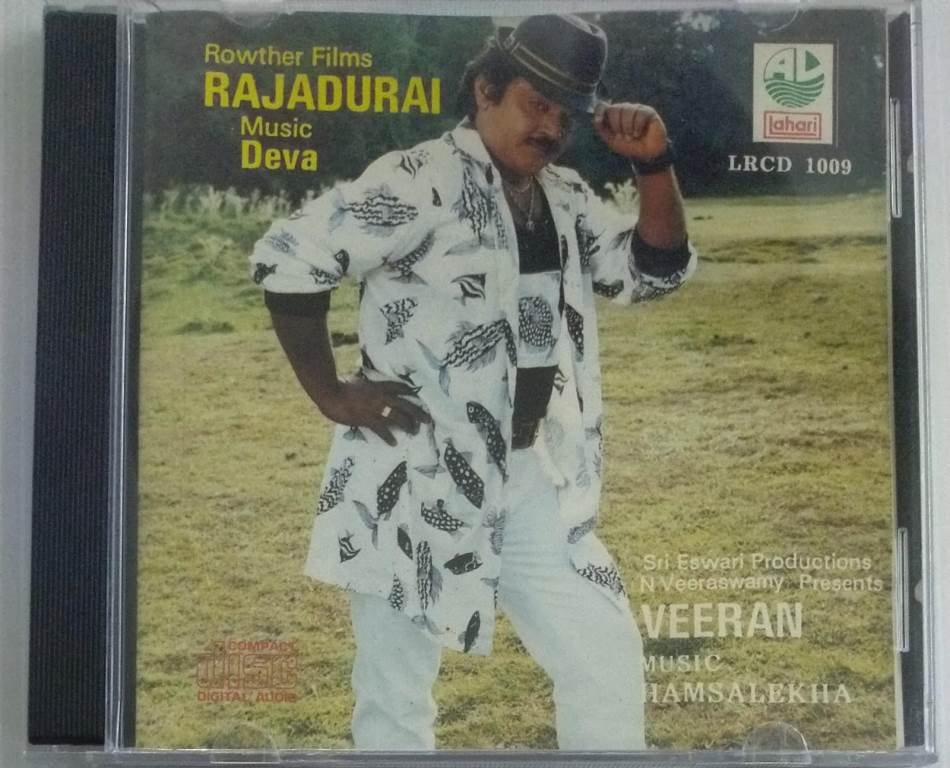 Rowther Films
RAJADURAI
Music
Deva
Lahari
LRCD 1009
Sri Eswari Productions
N Veeraswamy Presents
VEERAN
MUSIC
HAMSALEKHA
COMPACT
disc
DIGITAL AUDIO